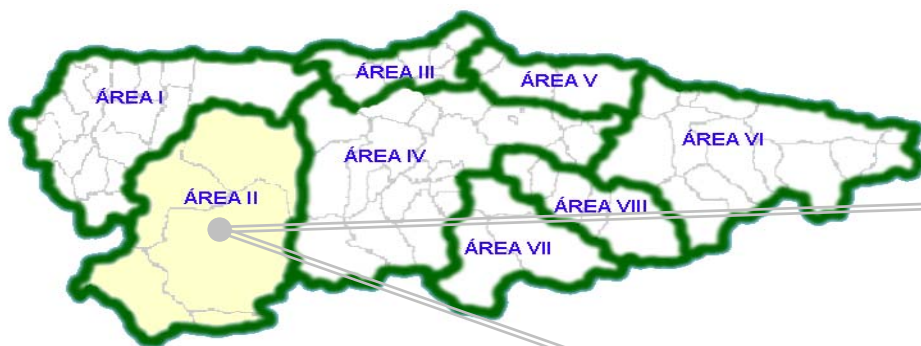 ÁREA I
ÁREA II
ÁREA III
ÁREA IV
ÁREA V
ÁREA VI
ÁREA VII
ÁREA VIII